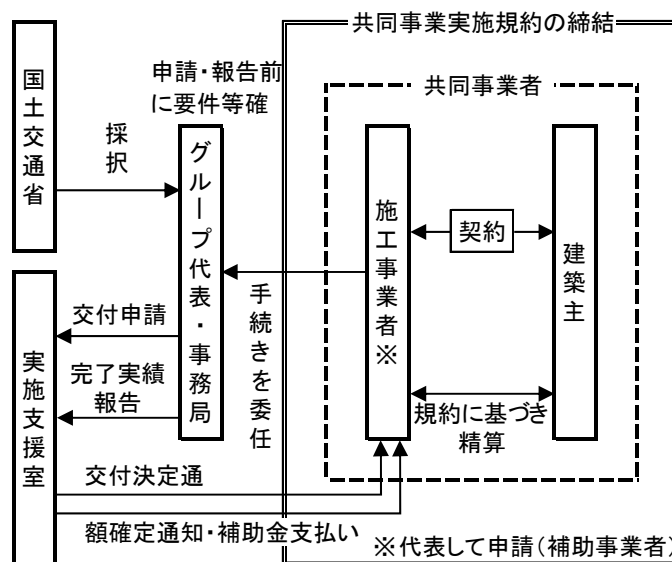 共同事業実施規約の締結
国土交通省
採択
申請・報告前
に要件等確
グループ代表・事務局
共同事業者
施工事業者※
契約
建築主
手続きを委任
規約に基づき
精算
実施支援室
交付申請
完了実績
報告
交付決定通
額確定通知・補助金支払い
※代表して申請（補助事業者）